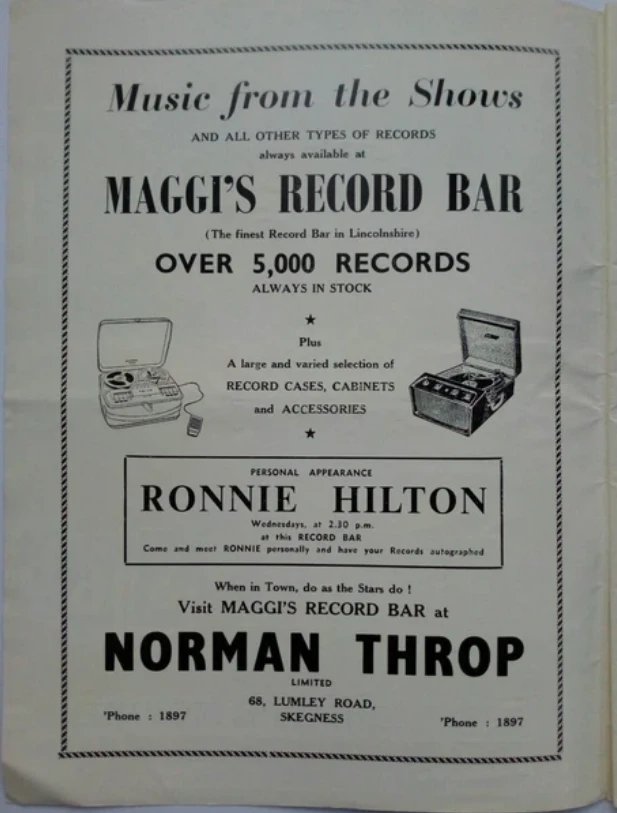 Music from the Shows
AND ALL OTHER TYPES OF RECORDS
always available at
MAGGI'S RECORD BAR
(The finest Record Bar in Lincolnshire)
OVER 5,000 RECORDS
ALWAYS IN STOCK
★
Plus
A large and varied selection of
RECORD CASES, CABINETS
and ACCESSORIES
★
PERSONAL APPEARANCE
RONNIE HILTON
Wednesdays, at 2.30 p.m.
at this RECORD BAR
Come and meet RONNIE personally and have your Records autographed
When in Town, do as the Stars do !
Visit MAGGI'S RECORD BAR at
NORMAN THROP
LIMITED
68, LUMLEY ROAD,
'Phone : 1897 SKEGNESS 'Phone : 1897